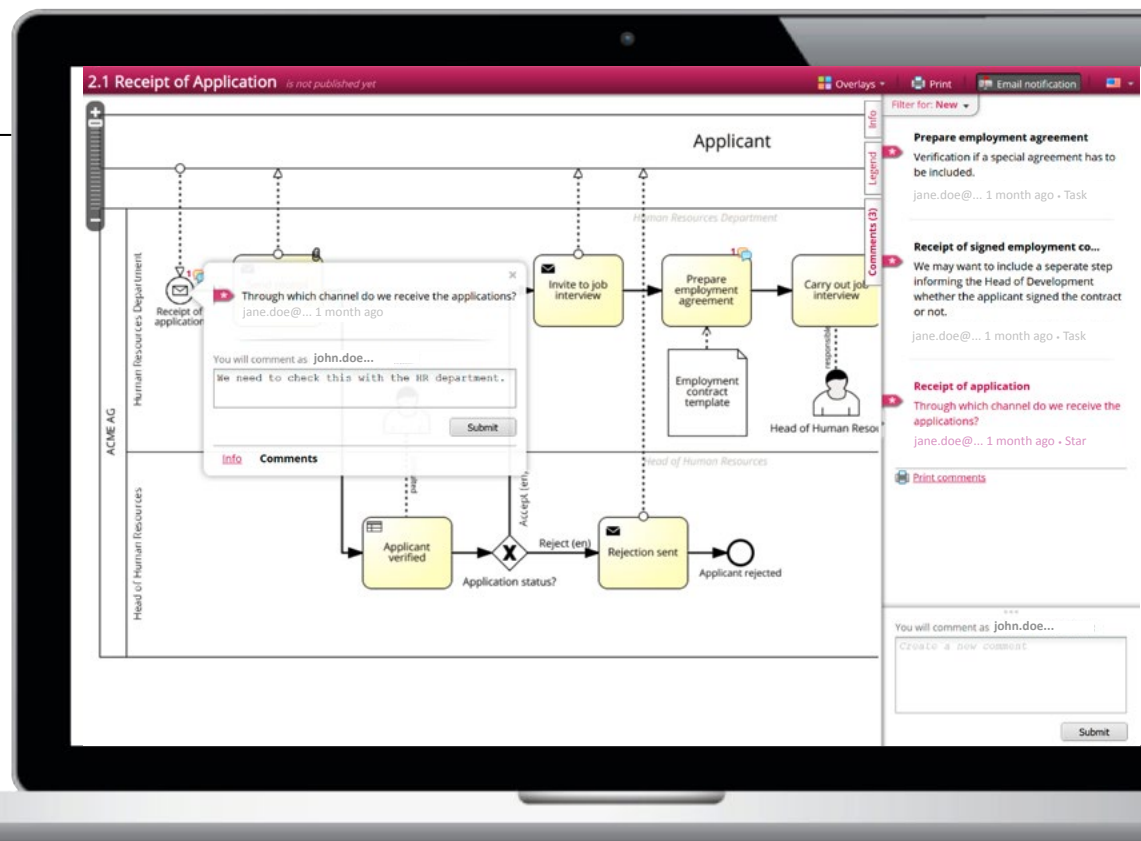 2.1 Receipt of Application is not published yet
Overlays
Print
Email notification
Filter for: New
Info
Legend
Comments (3)
Applicant
ACME AG
Human Resources Department
Human Resources Department
Receipt of
application
1
Through which channel do we receive the applications?
jane.doe@... 1 month ago
You will comment as john.doe...
We need to check this with the HR department.
Submit
Info Comments
Invite to job
interview
1
Prepare
employment
agreement
Carry out job
interview
Employment
contract
template
responsible
Head of Human Resou
Head of Human Resources
Head of Human Resources
Accept (en)
Applicant
verified
Application status?
Reject (en)
Rejection sent
Applicant rejected
Prepare employment agreement
Verification if a special agreement has to
be included.
jane.doe@... 1 month ago • Task
Receipt of signed employment co...
We may want to include a seperate step
informing the Head of Development
whether the applicant signed the contract
or not.
jane.doe@... 1 month ago • Task
Receipt of application
Through which channel do we receive the
applications?
jane.doe@... 1 month ago • Star
Print comments
You will comment as john.doe...
Create a new comment
Submit